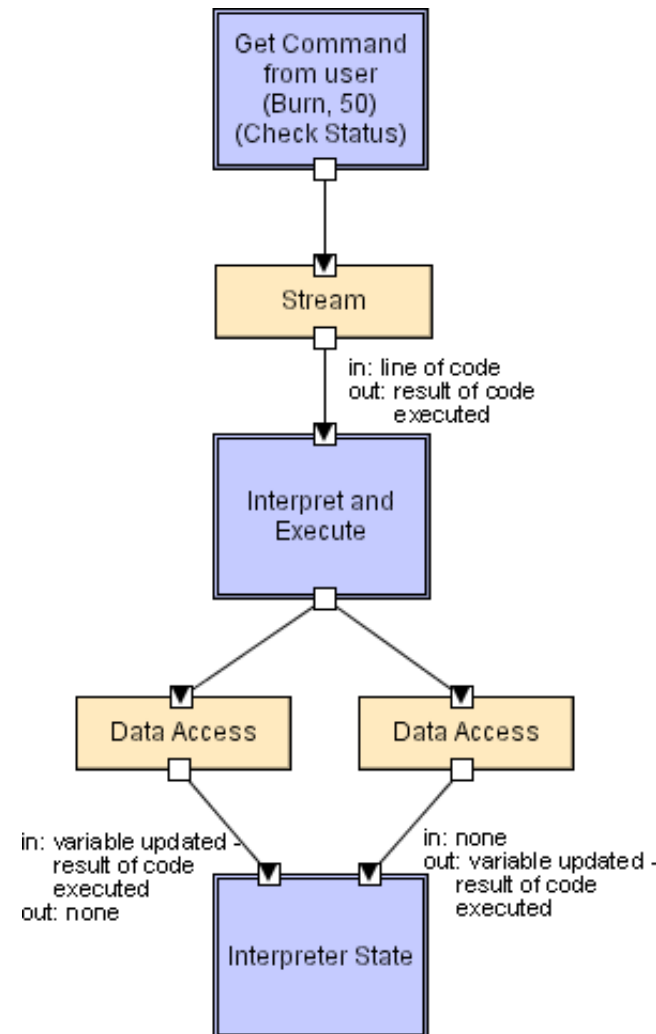 Get Command
from user
(Burn, 50)
(Check Status)
Stream
in: line of code
out: result of code
executed
Interpret and
Execute
Data Access
Data Access
in: variable updated -
result of code
executed
out: none
in: none
out: variable updated -
result of code
executed
Interpreter State